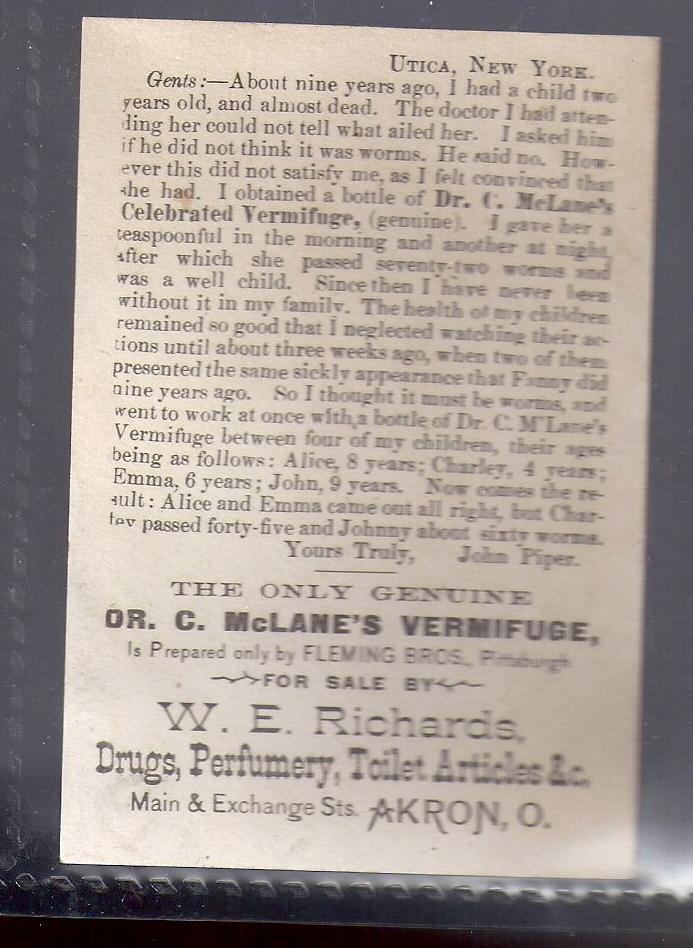 UTICA, NEW YORK.
Gents:—About nine years ago, I had a child two
years old, and almost dead. The doctor I had atten-
ding her could not tell what ailed her. I asked him
if he did not think it was worms. He said no. How-
ever this did not satisfy me, as I felt convinced that
she had. I obtained a bottle of Dr. C. McLane's
Celebrated Vermifuge, (genuine). I gave her a
teaspoonful in the morning and another at night,
after which she passed seventy-two worms and
was a well child. Since then I have never been
without it in my family. The health of my children
remained so good that I neglected watching their ac-
tions until about three weeks ago, when two of them
presented the same sickly appearance that Fanny did
nine years ago. So I thought it must be worms, and
went to work at once with a bottle of Dr. C. M'Lane's
Vermifuge between four of my children, their ages
being as follows: Alice, 8 years; Charley, 4 years;
Emma, 6 years; John, 9 years. Now comes the re-
sult: Alice and Emma came out all right, but Char-
ley passed forty-five and Johnny about sixty worms.
Yours Truly, John Piper.
THE ONLY GENUINE
DR. C. McLANE'S VERMIFUGE,
Is Prepared only by FLEMING BROS., Pittsburgh
FOR SALE BY
W. E. Richards,
Drugs, Perfumery, Toilet Articles &c.
Main & Exchange Sts. AKRON, O.